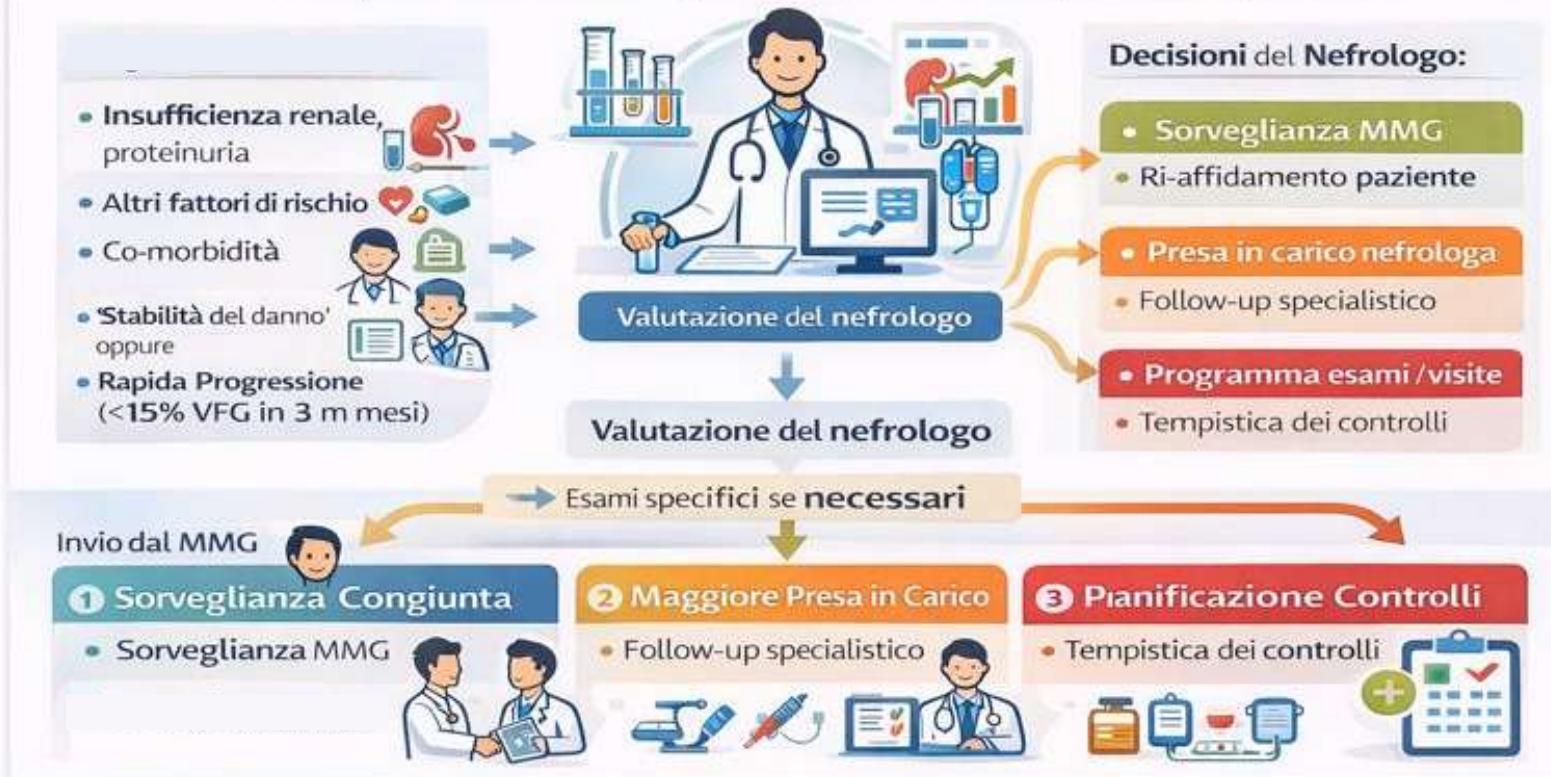 • Insufficienza renale,
proteinuria
• Altri fattori di rischio
• Co-morbidità
• 'Stabilità del danno'
oppure
• Rapida Progressione
(<15% VFG in 3 m mesi)
Valutazione del nefrologo
Valutazione del nefrologo
Esami specifici se necessari
Decisioni del Nefrologo:
• Sorveglianza MMG
• Ri-affidamento paziente
• Presa in carico nefrologa
• Follow-up specialistico
• Programma esami/visite
• Tempistica dei controlli
Invio dal MMG
1 Sorveglianza Congiunta
• Sorveglianza MMG
2 Maggiore Presa in Carico
• Follow-up specialistico
3 Pıanificazione Controlli
• Tempistica dei controlli